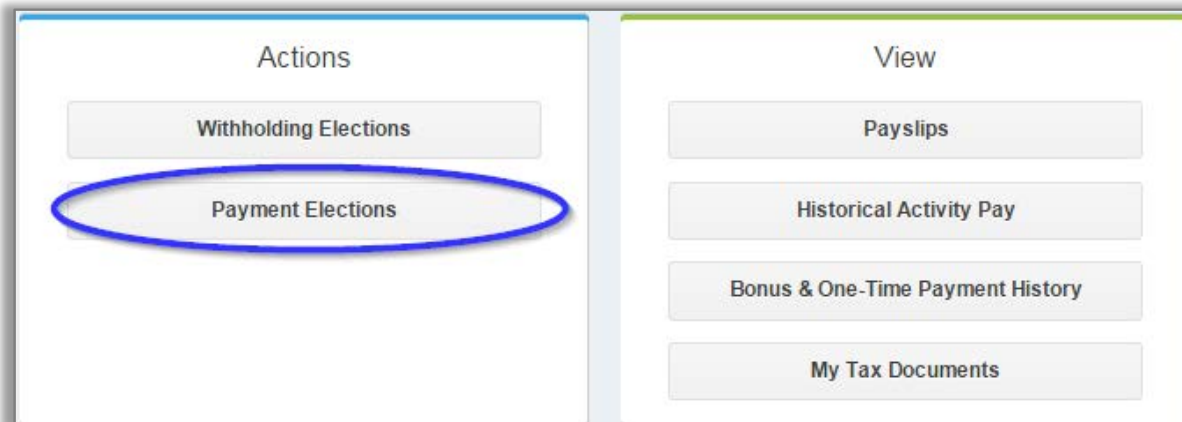 Actions
Withholding Elections
Payment Elections
View
Payslips
Historical Activity Pay
Bonus & One-Time Payment History
My Tax Documents